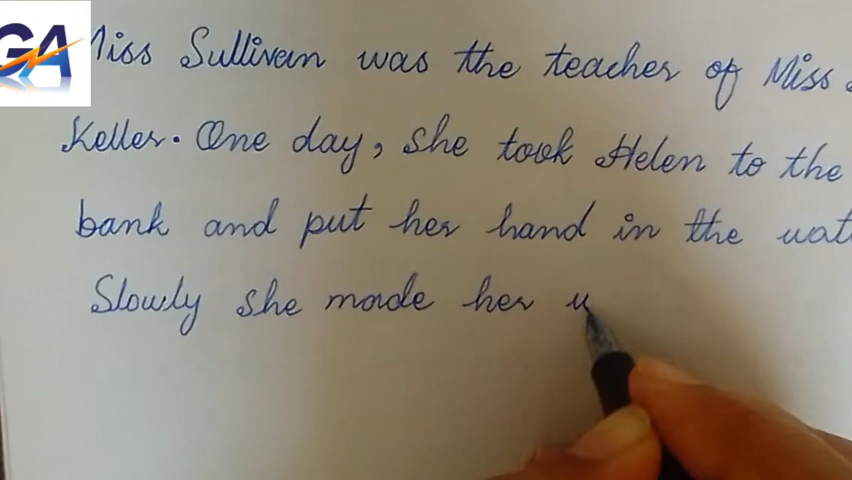 GA
Miss Sullivan was the teacher of Miss
Keller. One day, she took Helen to the
bank and put her hand in the wat
Slowly she made her u